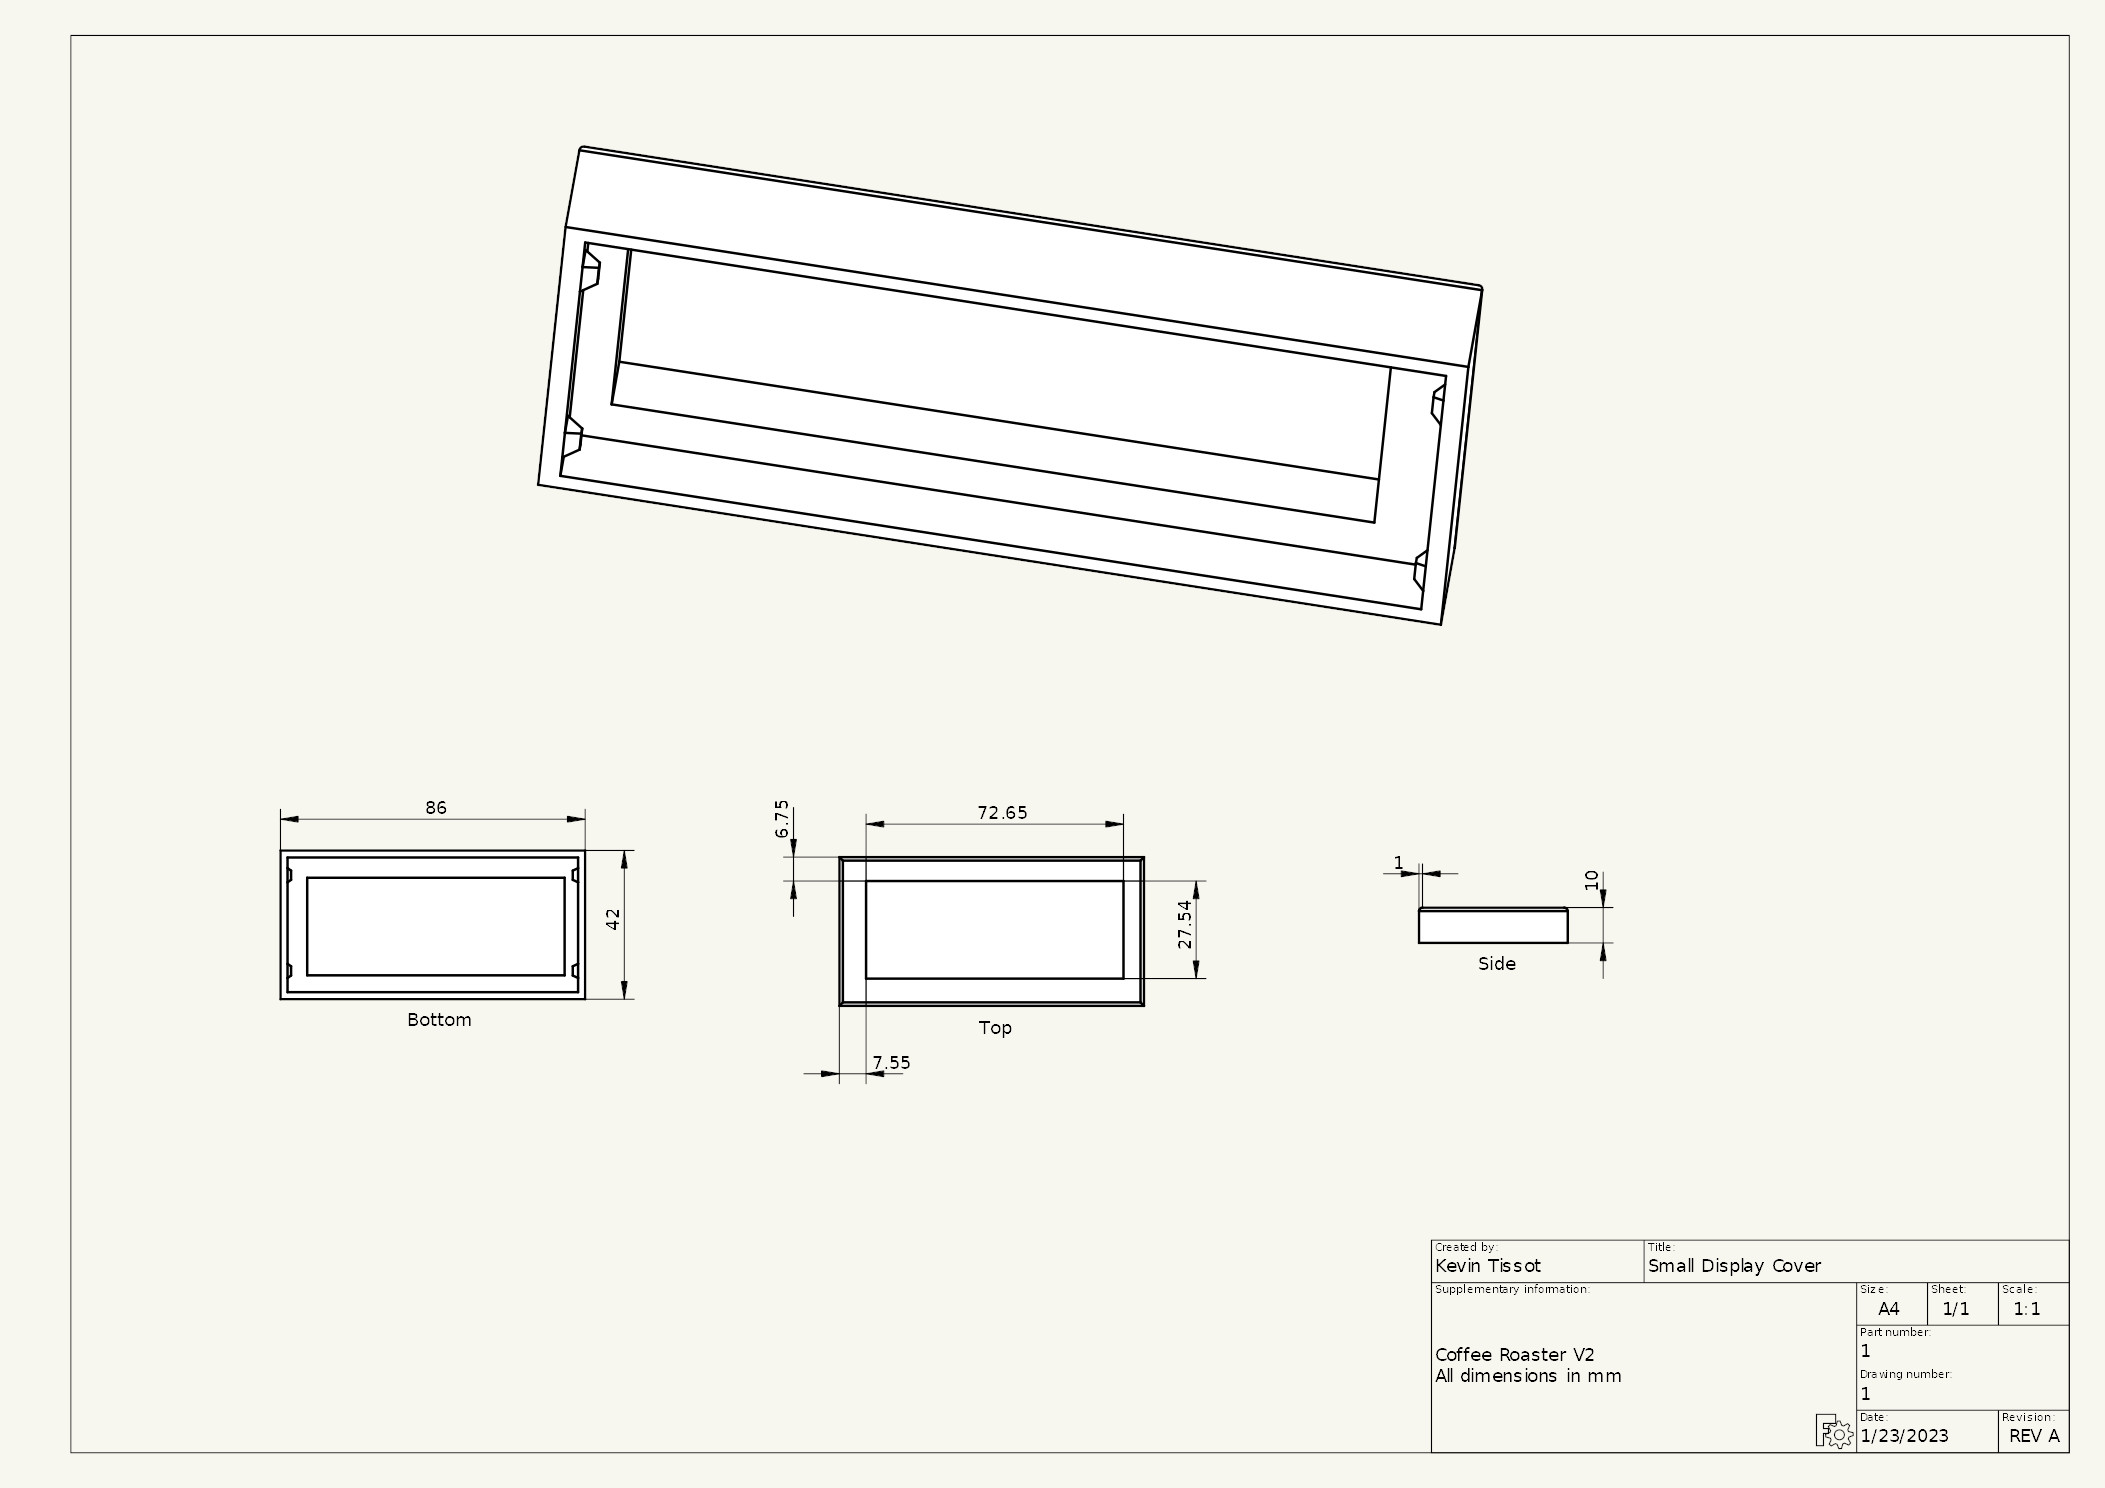 86
42
Bottom
6.75
72.65
27.54
7.55
Top
1
10
Side
Created by:
Kevin Tissot
Title:
Small Display Cover
Supplementary information:
Coffee Roaster V2
All dimensions in mm
Size:
A4
Sheet:
1/1
Scale:
1:1
Part number:
1
Drawing number:
1
Date:
1/23/2023
Revision:
REV A